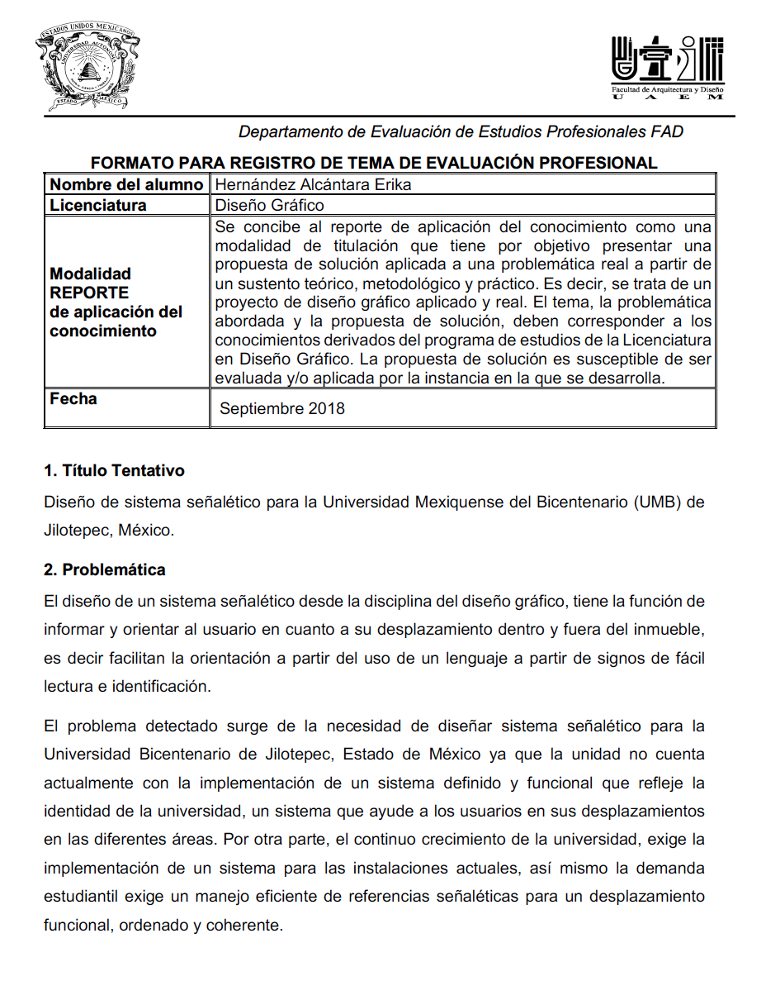 ESTADOS UNIDOS MEXICANOS
UNIVERSIDAD AUTONOMA
PATRIA CIENCIA Y TRABAJO
ESTADO MÉXICO
Facultad de Arquitectura y Diseño
U A E M
Departamento de Evaluación de Estudios Profesionales FAD
FORMATO PARA REGISTRO DE TEMA DE EVALUACIÓN PROFESIONAL
Nombre del alumno Hernández Alcántara Erika
Licenciatura Diseño Gráfico
Modalidad
REPORTE
de aplicación del
conocimiento
Se concibe al reporte de aplicación del conocimiento como una
modalidad de titulación que tiene por objetivo presentar una
propuesta de solución aplicada a una problemática real a partir de
un sustento teórico, metodológico y práctico. Es decir, se trata de un
proyecto de diseño gráfico aplicado y real. El tema, la problemática
abordada y la propuesta de solución, deben corresponder a los
conocimientos derivados del programa de estudios de la Licenciatura
en Diseño Gráfico. La propuesta de solución es susceptible de ser
evaluada y/o aplicada por la instancia en la que se desarrolla.
Fecha
Septiembre 2018
1. Título Tentativo
Diseño de sistema señalético para la Universidad Mexiquense del Bicentenario (UMB) de
Jilotepec, México.
2. Problemática
El diseño de un sistema señalético desde la disciplina del diseño gráfico, tiene la función de
informar y orientar al usuario en cuanto a su desplazamiento dentro y fuera del inmueble,
es decir facilitan la orientación a partir del uso de un lenguaje a partir de signos de fácil
lectura e identificación.
El problema detectado surge de la necesidad de diseñar sistema señalético para la
Universidad Bicentenario de Jilotepec, Estado de México ya que la unidad no cuenta
actualmente con la implementación de un sistema definido y funcional que refleje la
identidad de la universidad, un sistema que ayude a los usuarios en sus desplazamientos
en las diferentes áreas. Por otra parte, el continuo crecimiento de la universidad, exige la
implementación de un sistema para las instalaciones actuales, así mismo la demanda
estudiantil exige un manejo eficiente de referencias señaléticas para un desplazamiento
funcional, ordenado y coherente.